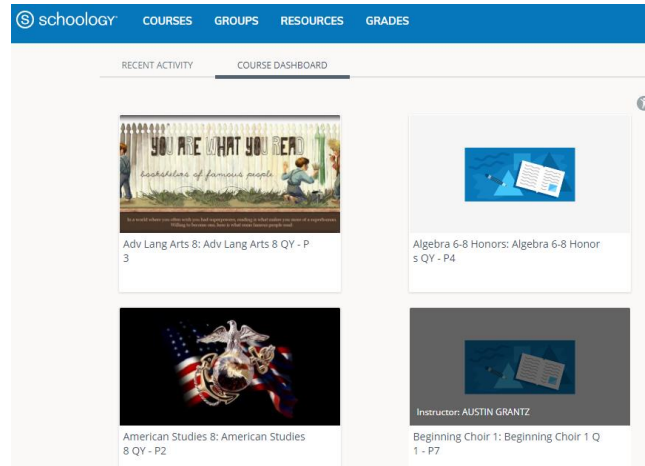 S schoology COURSES GROUPS RESOURCES GRADES
RECENT ACTIVITY COURSE DASHBOARD
YOU ARE WHAT YOU READ
bookshelves of famous people
Adv Lang Arts 8: Adv Lang Arts 8 QY - P
3
Algebra 6-8 Honors: Algebra 6-8 Honor
s QY - P4
American Studies 8: American Studies
8 QY - P2
Instructor: AUSTIN GRANTZ
Beginning Choir 1: Beginning Choir 1 Q
1 - P7